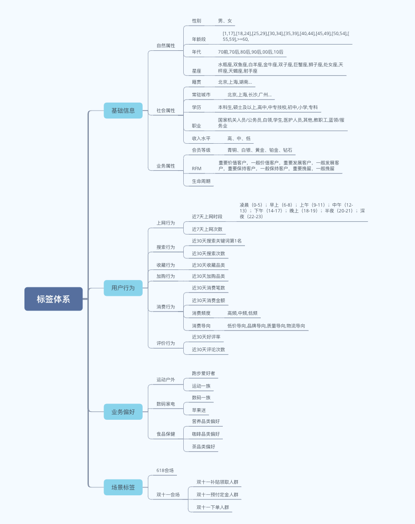 性别
男、女
年龄段
[1,17],[18,24],[25,29],[30,34],[35,39],[40,44],[45,49],[50,54],[
55,59],>=60,
自然属性
年代
70前,70后,80后,90后,00后,10后
星座
水瓶座,双鱼座,白羊座,金牛座,双子座,巨蟹座,狮子座,处女座,天
秤座,天蝎座,射手座
籍贯
北京,上海,湖南...
常驻城市
北京,上海,长沙,广州...
基础信息
社会属性
学历
本科生,硕士及以上,高中,中专技校,初中,小学,专科
职业
国家机关人员/公务员,白领,学生,医护人员,其他,教职工,蓝领/服
务业
收入水平
高、中、低
会员等级
青铜、白银、黄金、铂金、钻石
业务属性
RFM
重要价值客户、一般价值客户、重要发展客户、一般发展客
户、重要保持客户、一般保持客户、重要挽留、一般挽留
生命周期
上网行为
近7天上网时段
凌晨（0-5）；早上（6-8）；上午（9-11）；中午（12-
13）；下午（14-17）；晚上（18-19）；半夜（20-21）；深
夜（22-23）
近7天上网次数
搜索行为
近30天搜索关键词第1名
近30天搜索次数
收藏行为
近30天收藏品类
用户行为
加购行为
近30天加购品类
近30天消费笔数
近30天消费金额
标签体系
消费行为
消费频度
高频,中频,低频
消费导向
低价导向,品牌导向,质量导向,物流导向
评价行为
近30天好评率
近30天评论次数
运动户外
跑步爱好者
运动一族
业务偏好
数码家电
数码一族
苹果迷
营养品类偏好
食品保健
咖啡品类偏好
茶品类偏好
618会场
场景标签
双十一会场
双十一补贴领取人群
双十一预付定金人群
双十一下单人群